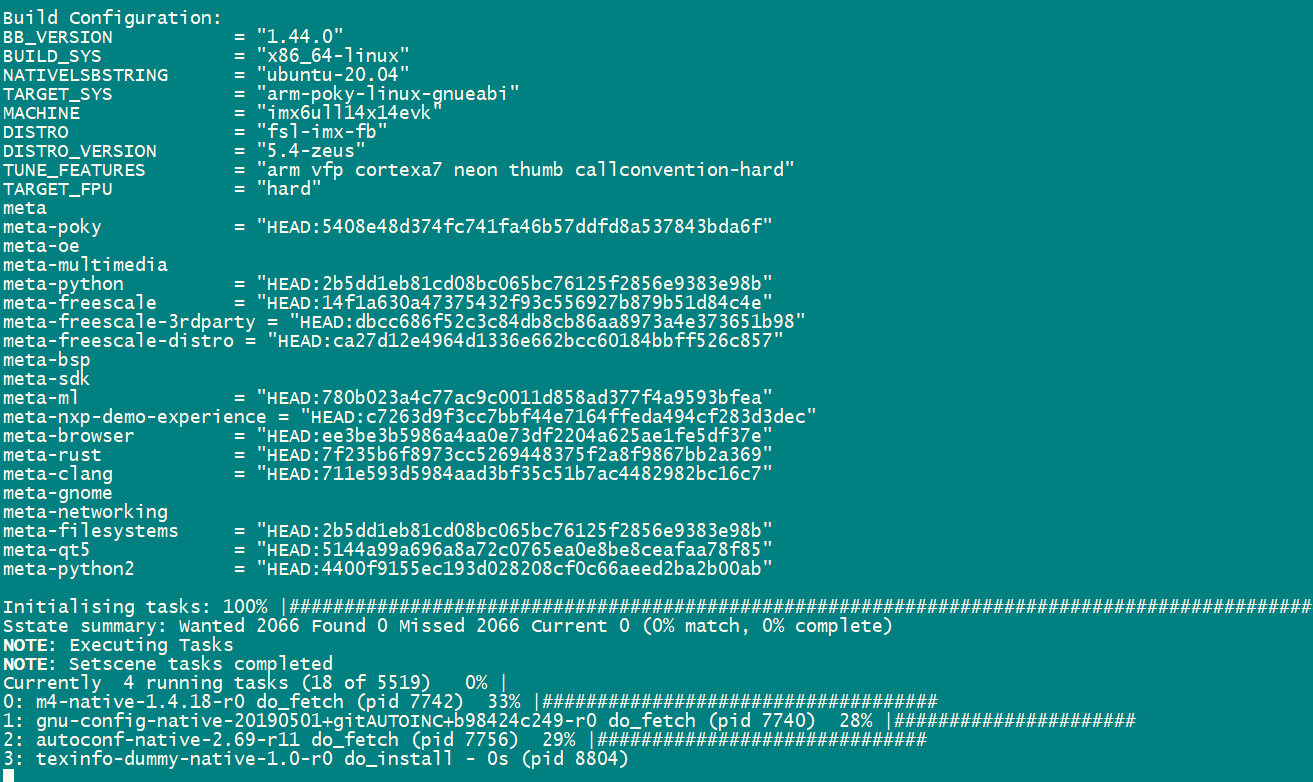 Build Configuration:
BB_VERSION           = "1.44.0"
BUILD_SYS            = "x86_64-linux"
NATIVELSBSTRING      = "ubuntu-20.04"
TARGET_SYS           = "arm-poky-linux-gnueabi"
MACHINE              = "imx6ull14x14evk"
DISTRO               = "fsl-imx-fb"
DISTRO_VERSION       = "5.4-zeus"
TUNE_FEATURES        = "arm vfp cortexa7 neon thumb callconvention-hard"
TARGET_FPU           = "hard"
meta
meta-poky            = "HEAD:5408e48d374fc741fa46b57ddfd8a537843bda6f"
meta-oe
meta-multimedia
meta-python          = "HEAD:2b5dd1eb81cd08bc065bc76125f2856e9383e98b"
meta-freescale       = "HEAD:14f1a630a47375432f93c556927b879b51d84c4e"
meta-freescale-3rdparty = "HEAD:dbcc686f52c3c84db8cb86aa8973a4e373651b98"
meta-freescale-distro = "HEAD:ca27d12e4964d1336e662bcc60184bbff526c857"
meta-bsp
meta-sdk
meta-ml              = "HEAD:780b023a4c77ac9c0011d858ad377f4a9593bfea"
meta-nxp-demo-experience = "HEAD:c7263d9f3cc7bbf44e7164ffeda494cf283d3dec"
meta-browser         = "HEAD:ee3be3b5986a4aa0e73df2204a625ae1fe5df37e"
meta-rust            = "HEAD:7f235b6f8973cc5269448375f2a8f9867bb2a369"
meta-clang           = "HEAD:711e593d5984aad3bf35c51b7ac4482982bc16c7"
meta-gnome
meta-networking
meta-filesystems     = "HEAD:2b5dd1eb81cd08bc065bc76125f2856e9383e98b"
meta-qt5             = "HEAD:5144a99a696a8a72c0765ea0e8be8ceafaa78f85"
meta-python2         = "HEAD:4400f9155ec193d028208cf0c66aeed2ba2b00ab"
Initialising tasks: 100% |#############################################################################################
Sstate summary: Wanted 2066 Found 0 Missed 2066 Current 0 (0% match, 0% complete)
NOTE: Executing Tasks
NOTE: Setscene tasks completed
Currently  4 running tasks (18 of 5519)   0% |
0: m4-native-1.4.18-r0 do_fetch (pid 7742)  33% |####################################
1: gnu-config-native-20190501+gitAUTOINC+b98424c249-r0 do_fetch (pid 7740)  28% |######################
2: autoconf-native-2.69-r11 do_fetch (pid 7756)  29% |##############################
3: texinfo-dummy-native-1.0-r0 do_install - 0s (pid 8804)